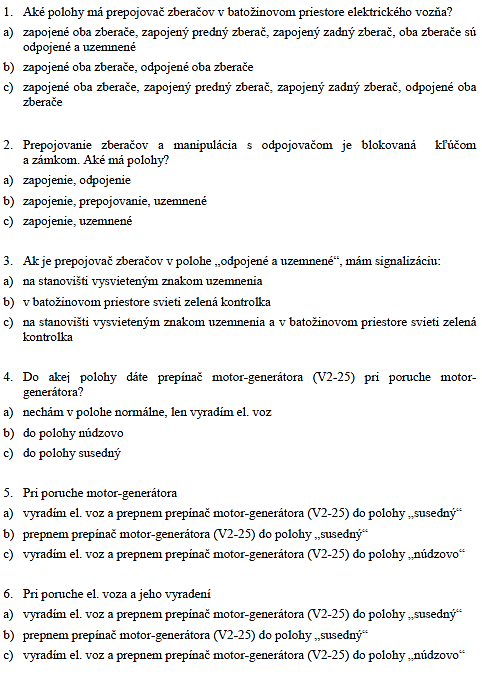 1. Aké polohy má prepojovač zberačov v batožinovom priestore elektrického vozňa?
a) zapojené oba zberače, zapojený predný zberač, zapojený zadný zberač, oba zberače sú
odpojené a uzemnené
b) zapojené oba zberače, odpojené oba zberače
c) zapojené oba zberače, zapojený predný zberač, zapojený zadný zberač, odpojené oba
zberače
2. Prepojovanie zberačov a manipulácia s odpojovačom je blokovaná kľúčom
a zámkom. Aké má polohy?
a) zapojenie, odpojenie
b) zapojenie, prepojovanie, uzemnené
c) zapojenie, uzemnené
3. Ak je prepojovač zberačov v polohe „odpojené a uzemnené“, mám signalizáciu:
a) na stanovišti vysvieteným znakom uzemnenia
b) v batožinovom priestore svieti zelená kontrolka
c) na stanovišti vysvieteným znakom uzemnenia a v batožinovom priestore svieti zelená
kontrolka
4. Do akej polohy dáte prepínač motor-generátora (V2-25) pri poruche motor-
generátora?
a) nechám v polohe normálne, len vyradím el. voz
b) do polohy núdzovo
c) do polohy susedný
5. Pri poruche motor-generátora
a) vyradím el. voz a prepnem prepínač motor-generátora (V2-25) do polohy „susedný“
b) prepnem prepínač motor-generátora (V2-25) do polohy „susedný“
c) vyradím el. voz a prepnem prepínač motor-generátora (V2-25) do polohy „núdzovo“
6. Pri poruche el. voza a jeho vyradení
a) vyradím el. voz a prepnem prepínač motor-generátora (V2-25) do polohy „susedný“
b) prepnem prepínač motor-generátora (V2-25) do polohy „susedný“
c) vyradím el. voz a prepnem prepínač motor-generátora (V2-25) do polohy „núdzovo“